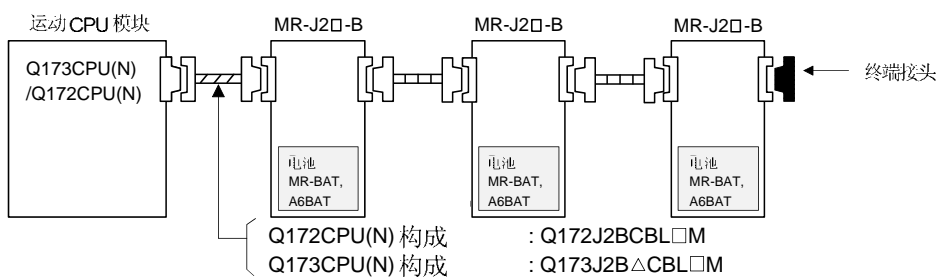 运动CPU模块
MR-J2□-B
MR-J2□-B
MR-J2□-B
Q173CPU(N)
/Q172CPU(N)
终端接头
电池
MR-BAT,
A6BAT
电池
MR-BAT,
A6BAT
电池
MR-BAT,
A6BAT
Q172CPU(N) 构成 : Q172J2BCBL□M
Q173CPU(N) 构成 : Q173J2B△CBL□M